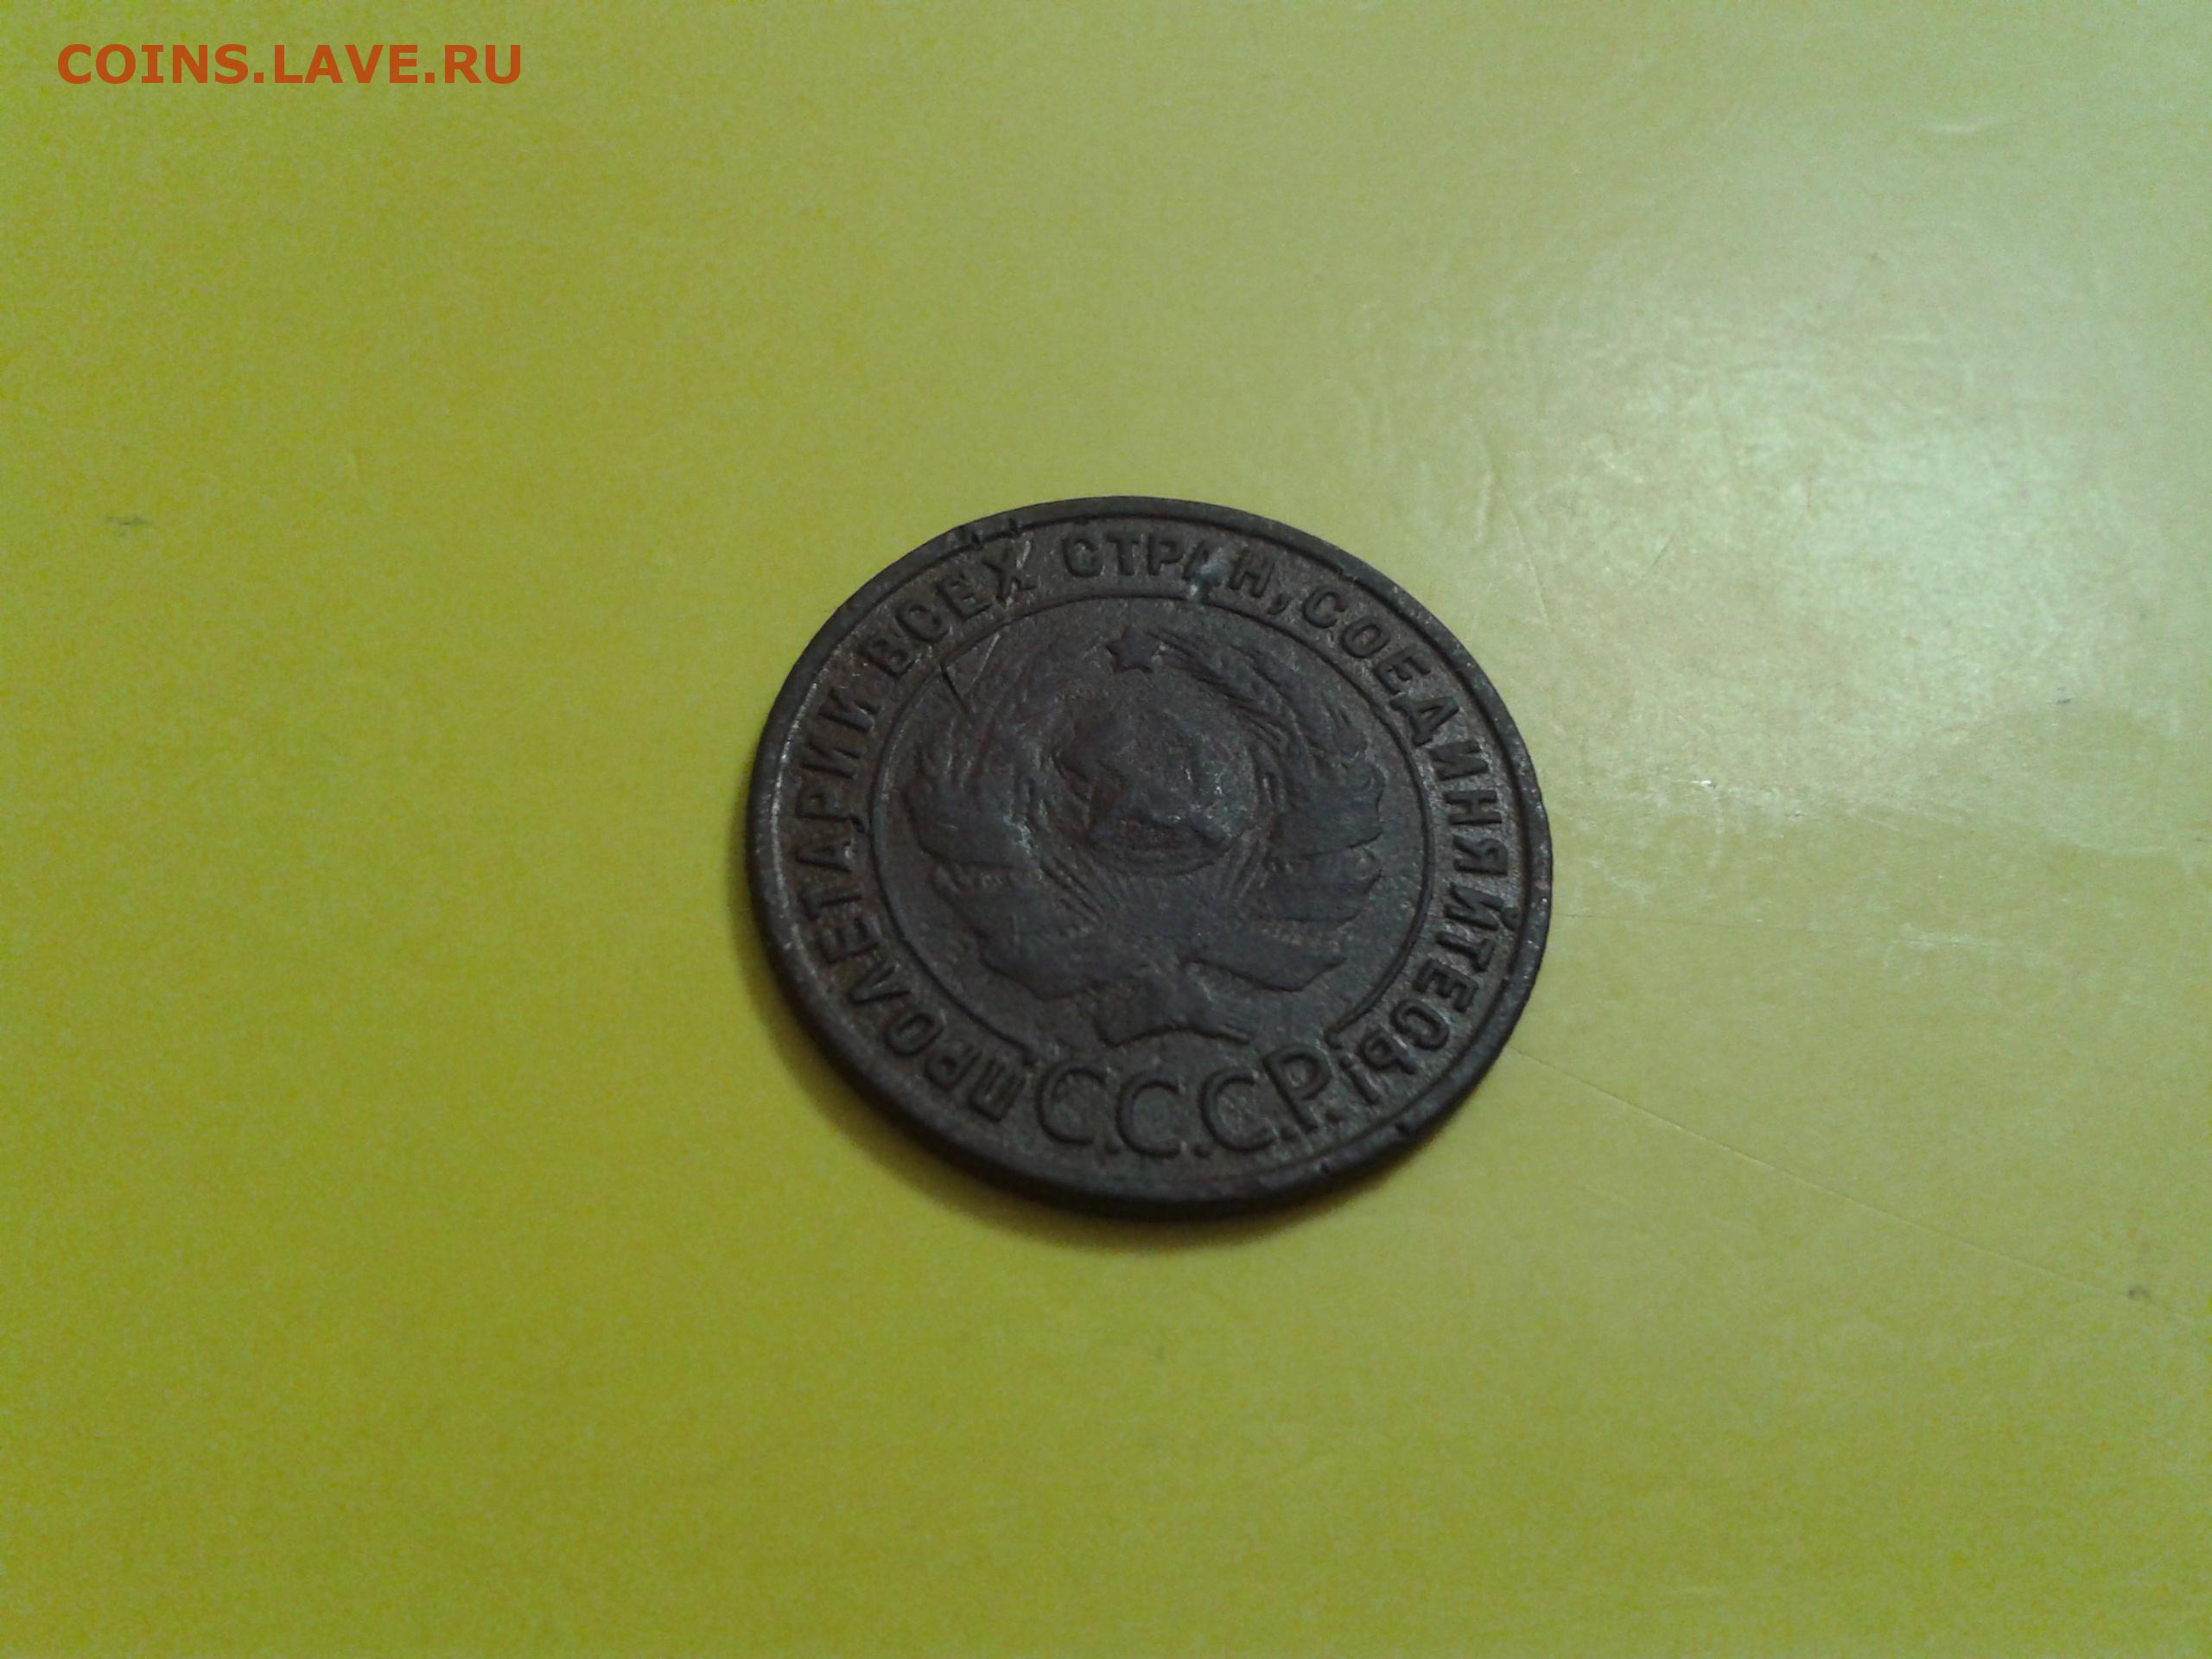 COINS.LAVE.RU
ПРОЛЕТАРИИ ВСЕХ СТРАН, СОЕДИНЯЙТЕСЬ!
С.С.С.Р.